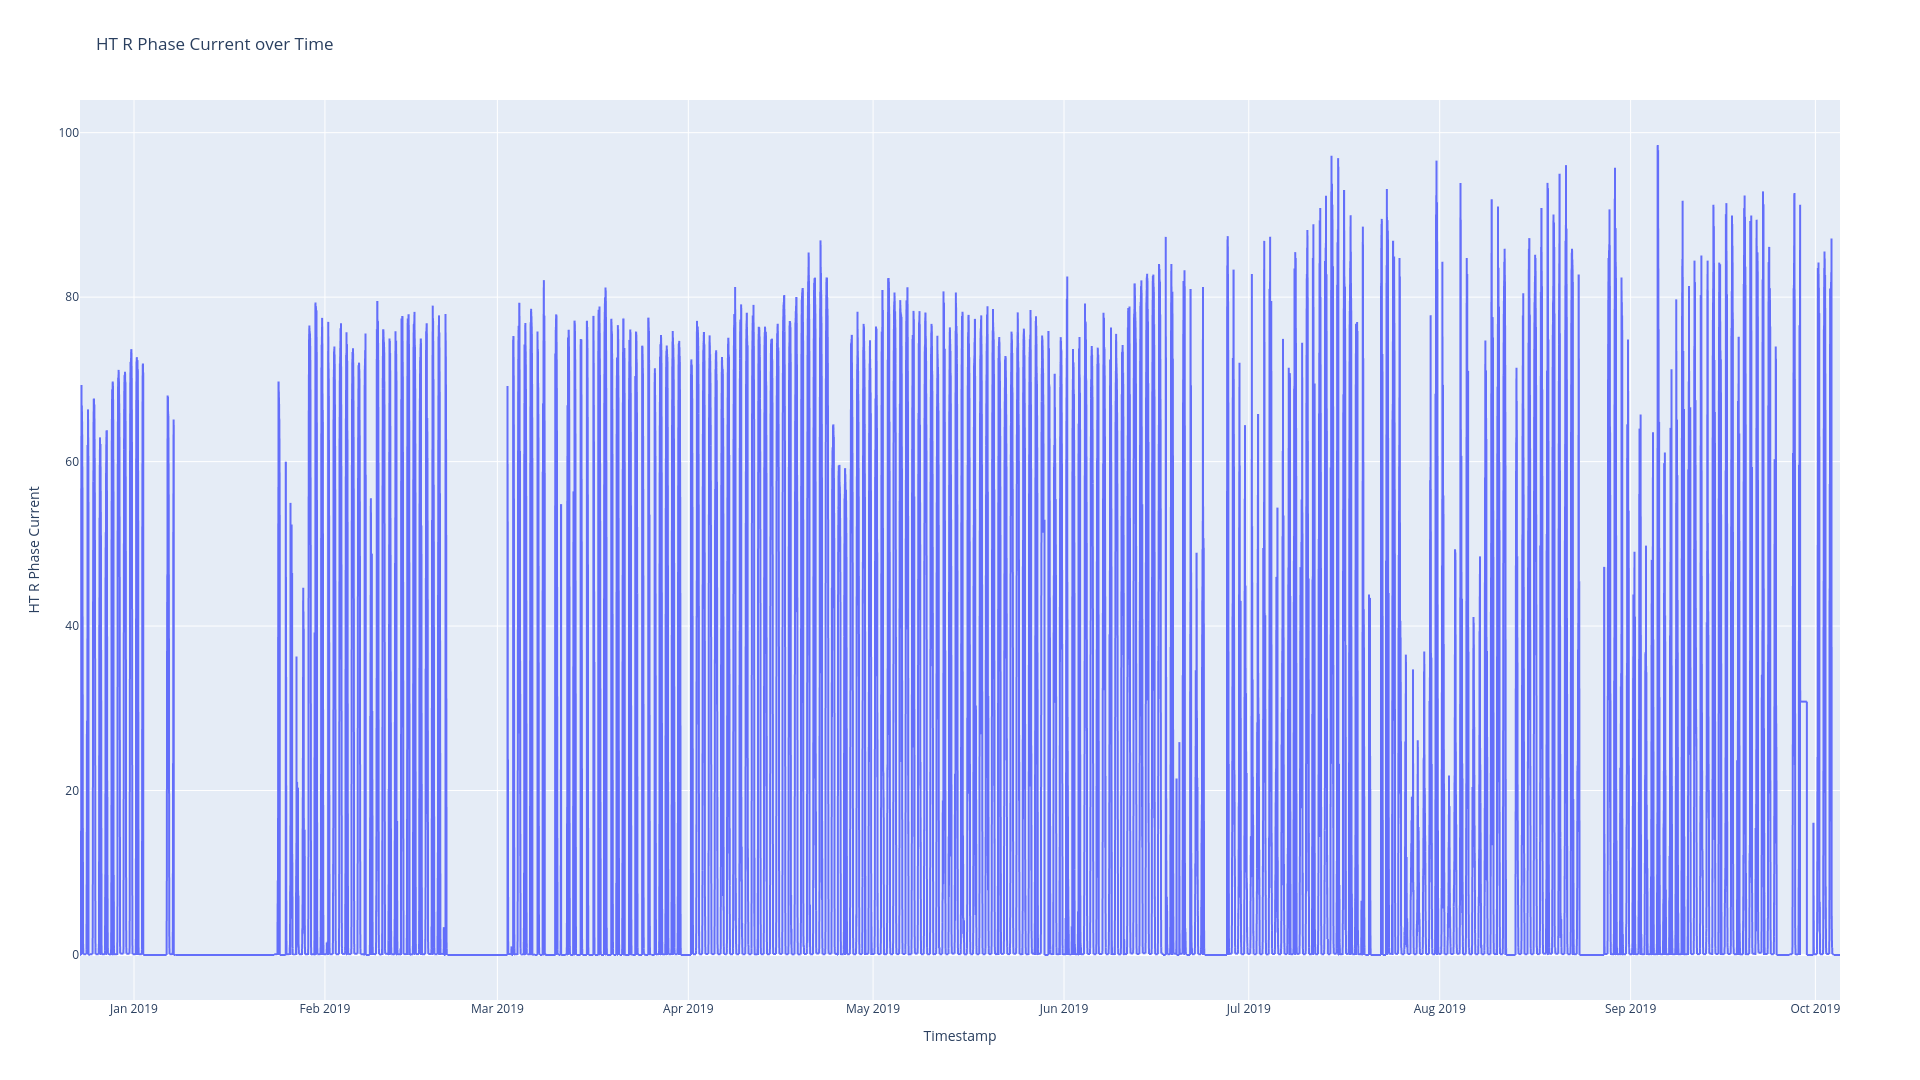 HT R Phase Current over Time
100
80
60
40
20
0
HT R Phase Current
Jan 2019
Feb 2019
Mar 2019
Apr 2019
May 2019
Jun 2019
Jul 2019
Aug 2019
Sep 2019
Oct 2019
Timestamp